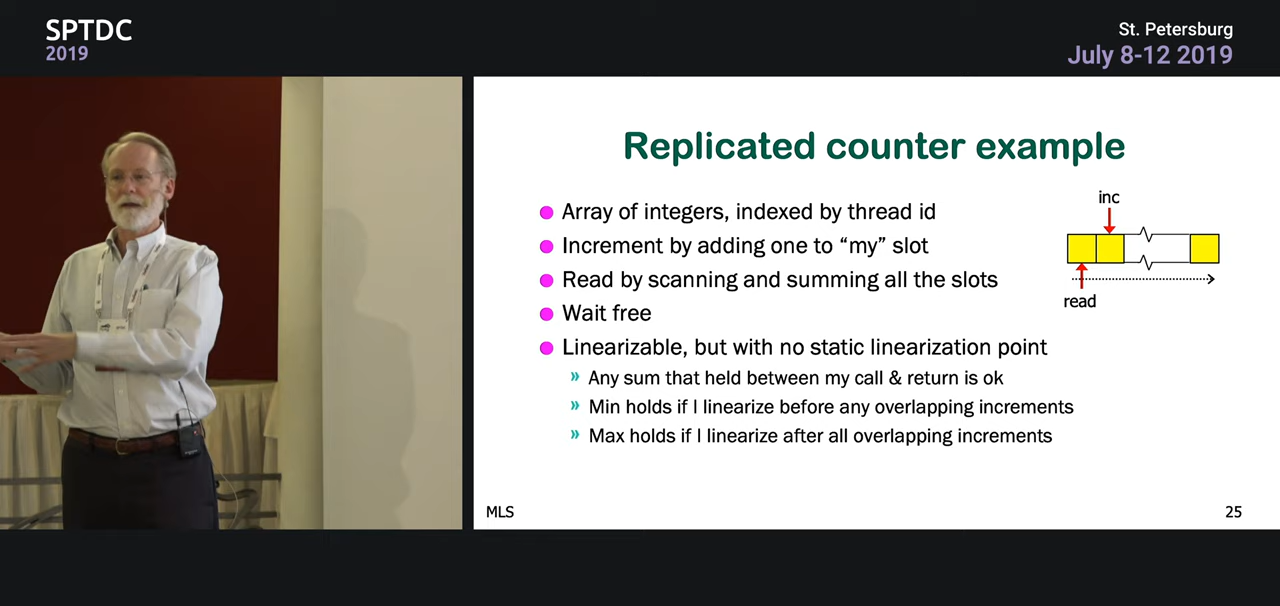 SPTDC
2019
St. Petersburg
July 8-12 2019
Replicated counter example
Array of integers, indexed by thread id
Increment by adding one to “my” slot
Read by scanning and summing all the slots
Wait free
Linearizable, but with no static linearization point
» Any sum that held between my call & return is ok
» Min holds if I linearize before any overlapping increments
» Max holds if I linearize after all overlapping increments
inc
read
MLS
25